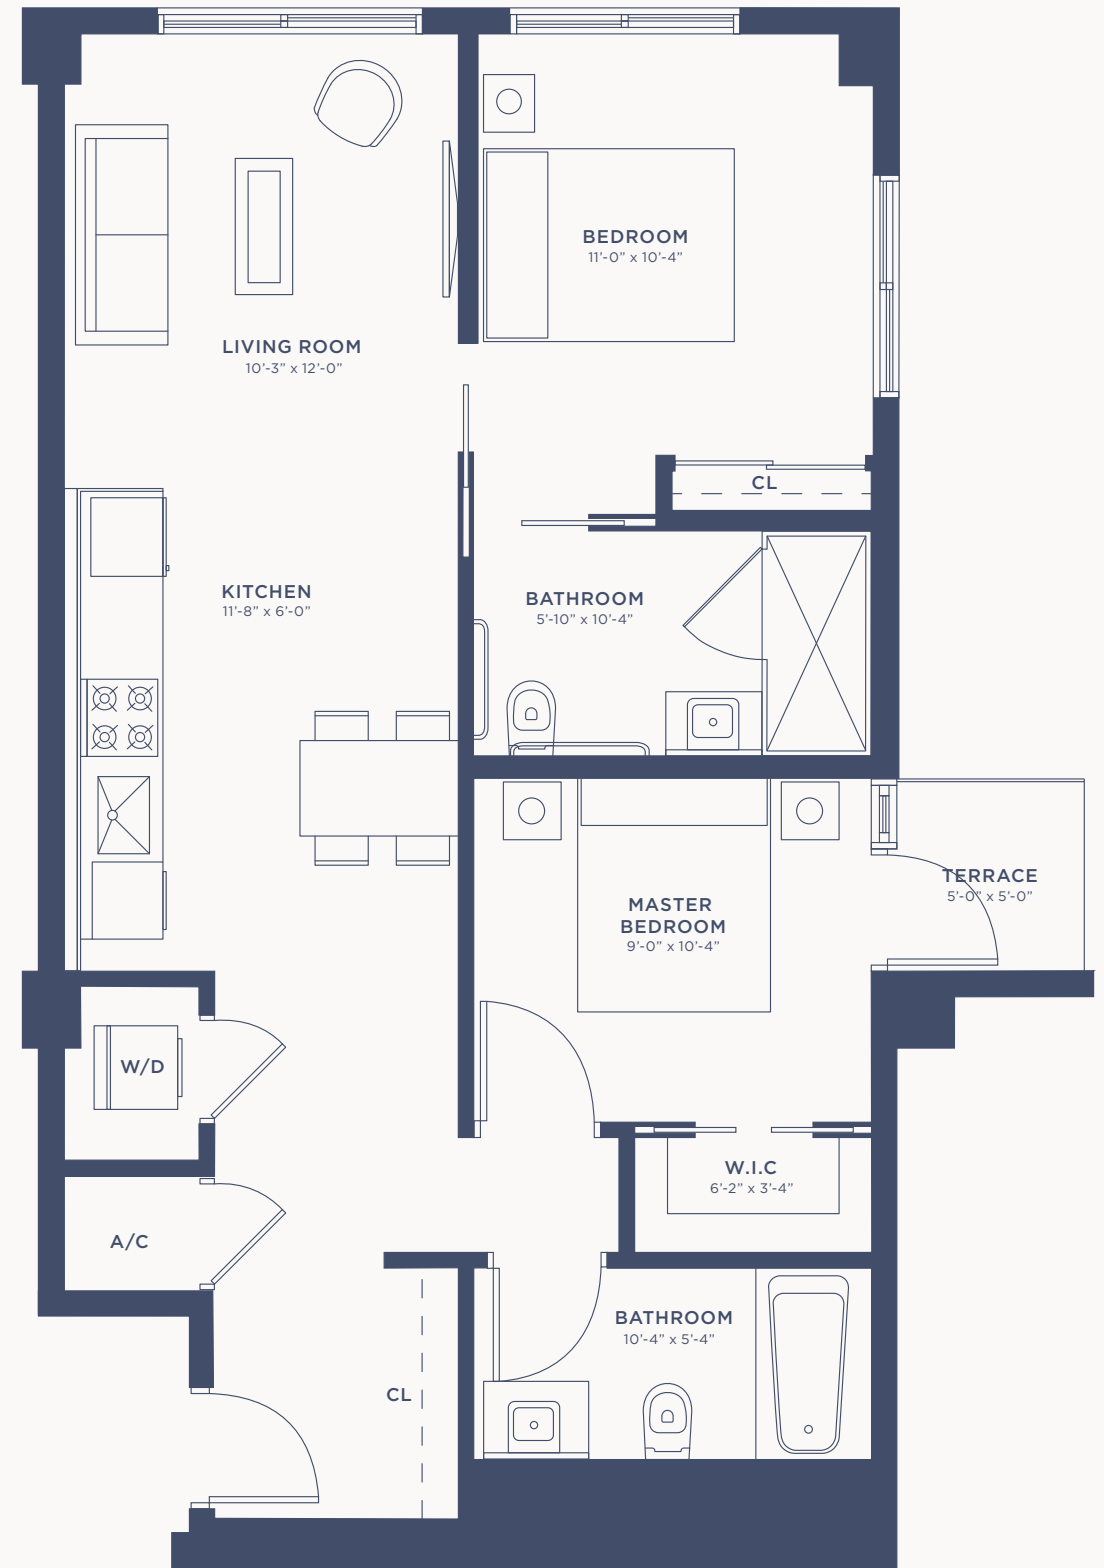 BEDROOM
11'-0" x 10'-4"
LIVING ROOM
10'-3" x 12'-0"
CL
KITCHEN
11'-8" x 6'-0"
BATHROOM
5'-10" x 10'-4"
TERRACE
5'-0" x 5'-0"
MASTER
BEDROOM
9'-0" x 10'-4"
W/D
W.I.C
6'-2" x 3'-4"
A/C
BATHROOM
10'-4" x 5'-4"
CL